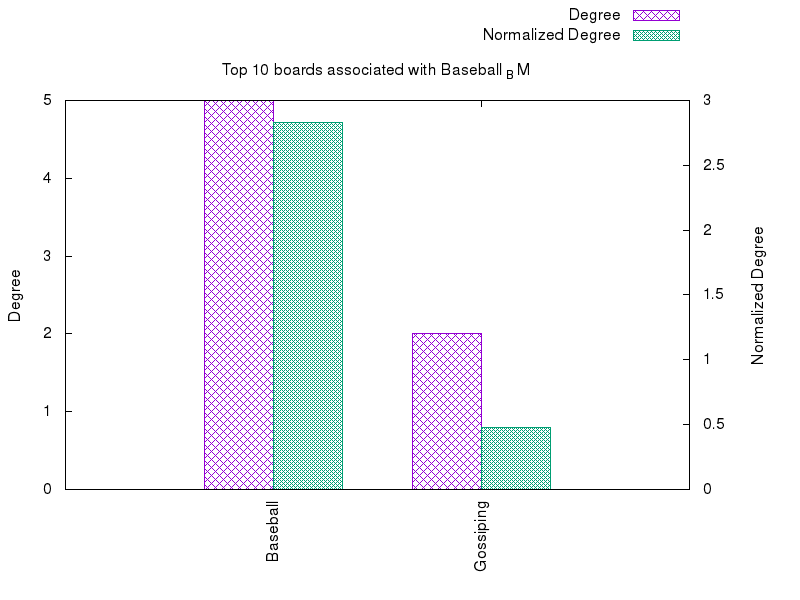 Degree
Normalized Degree
Top 10 boards associated with Baseball B M
5
4
3
2
1
0
3
2.5
2
1.5
1
0.5
0
Degree
Normalized Degree
Baseball
Gossiping